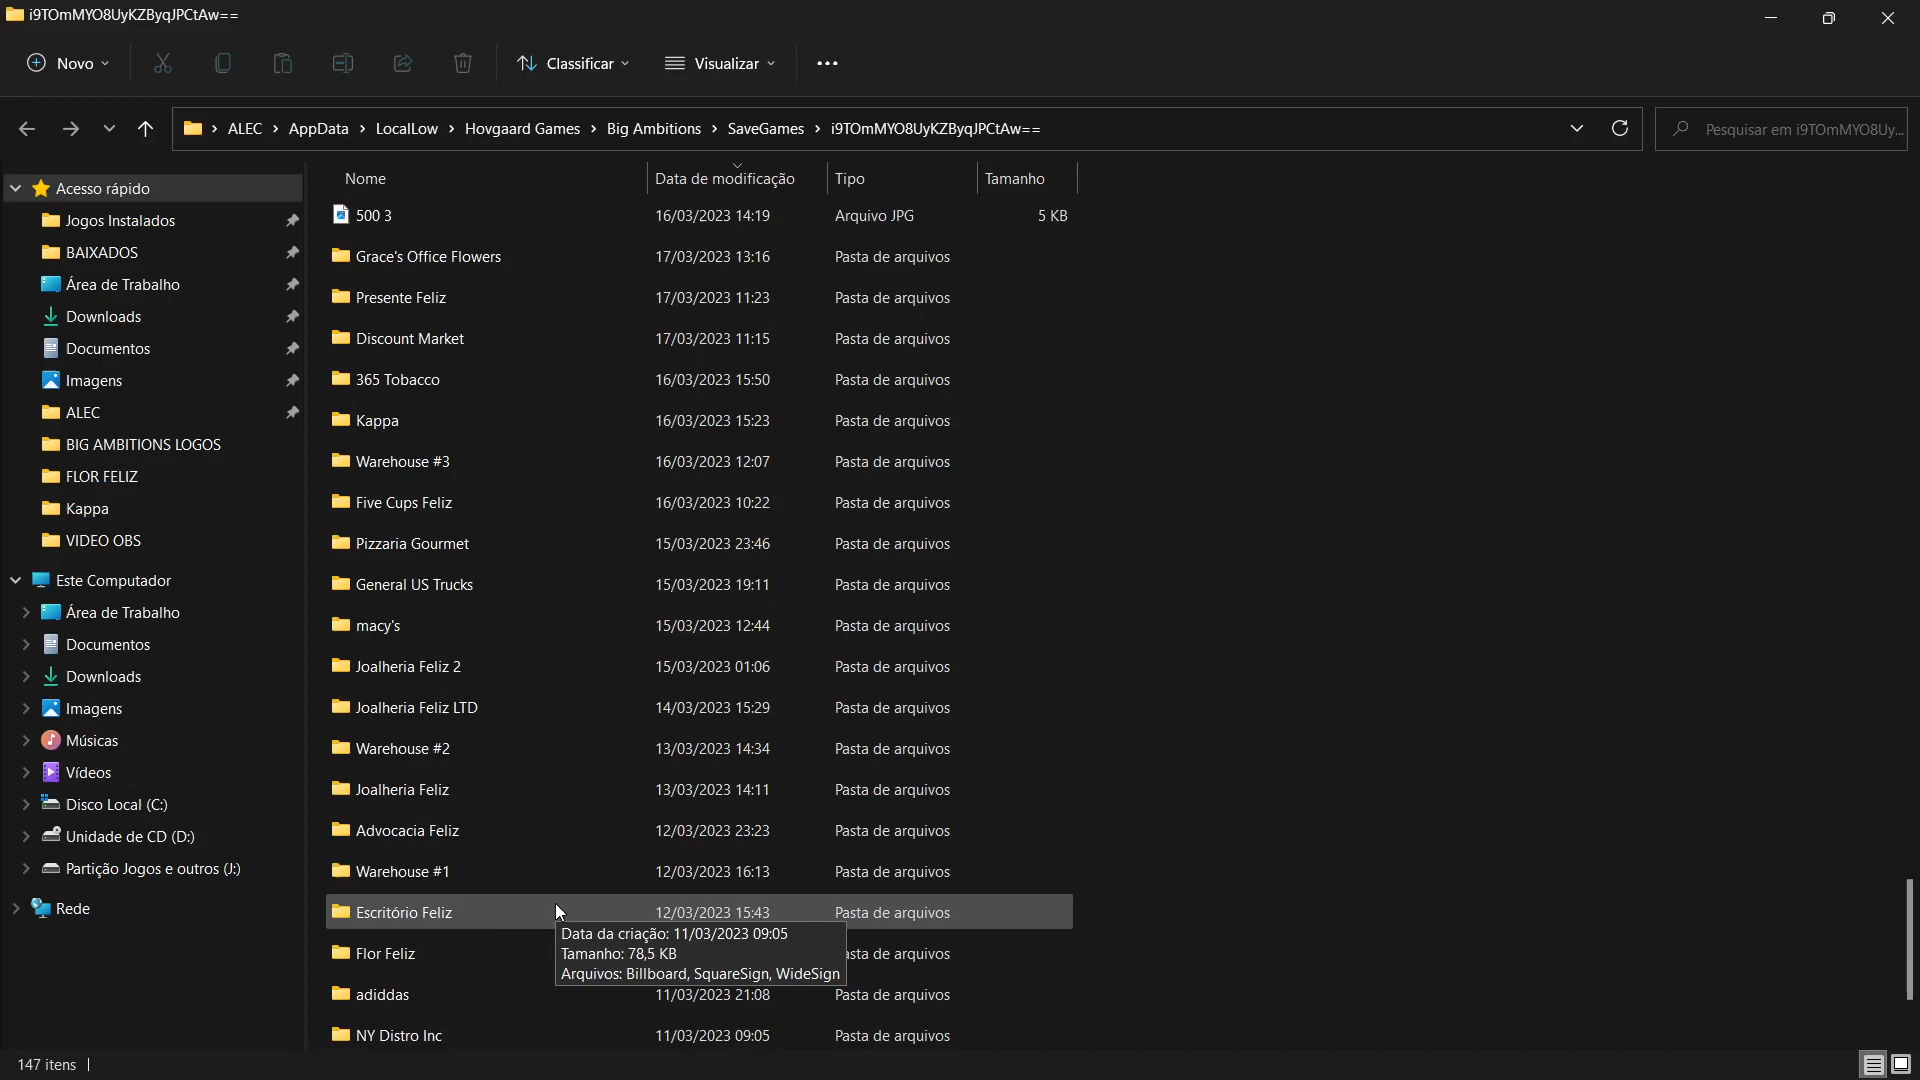 i9TOmMYO8UyKZByqJPCtAw==
Novo
Classificar
Visualizar
ALEC > AppData > LocalLow > Hovgaard Games > Big Ambitions > SaveGames > i9TOmMYO8UyKZByqJPCtAw==
Pesquisar em i9TOmMYO8Uy...
Acesso rápido
Jogos Instalados
BAIXADOS
Área de Trabalho
Downloads
Documentos
Imagens
ALEC
BIG AMBITIONS LOGOS
FLOR FELIZ
Kappa
VIDEO OBS
Este Computador
Área de Trabalho
Documentos
Downloads
Imagens
Músicas
Vídeos
Disco Local (C:)
Unidade de CD (D:)
Partição Jogos e outros (J:)
Rede
Nome Data de modificação Tipo Tamanho
500 3 16/03/2023 14:19 Arquivo JPG 5 KB
Grace's Office Flowers 17/03/2023 13:16 Pasta de arquivos
Presente Feliz 17/03/2023 11:23 Pasta de arquivos
Discount Market 17/03/2023 11:15 Pasta de arquivos
365 Tobacco 16/03/2023 15:50 Pasta de arquivos
Kappa 16/03/2023 15:23 Pasta de arquivos
Warehouse #3 16/03/2023 12:07 Pasta de arquivos
Five Cups Feliz 16/03/2023 10:22 Pasta de arquivos
Pizzaria Gourmet 15/03/2023 23:46 Pasta de arquivos
General US Trucks 15/03/2023 19:11 Pasta de arquivos
macy's 15/03/2023 12:44 Pasta de arquivos
Joalheria Feliz 2 15/03/2023 01:06 Pasta de arquivos
Joalheria Feliz LTD 14/03/2023 15:29 Pasta de arquivos
Warehouse #2 13/03/2023 14:34 Pasta de arquivos
Joalheria Feliz 13/03/2023 14:11 Pasta de arquivos
Advocacia Feliz 12/03/2023 23:23 Pasta de arquivos
Warehouse #1 12/03/2023 16:13 Pasta de arquivos
Escritório Feliz 12/03/2023 15:43 Pasta de arquivos
Data da criação: 11/03/2023 09:05
Tamanho: 78,5 KB
Arquivos: Billboard, SquareSign, WideSign
Flor Feliz de arquivos
adiddas 11/03/2023 21:08 Pasta de arquivos
NY Distro Inc 11/03/2023 09:05 Pasta de arquivos
147 itens